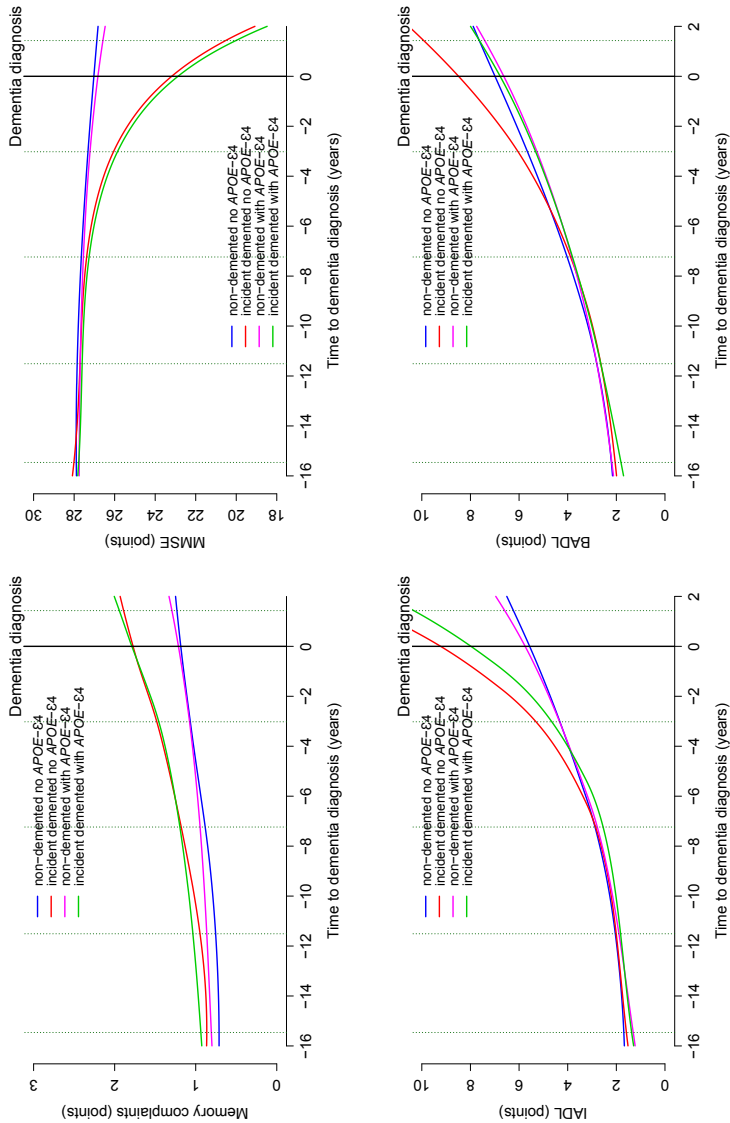 Dementia diagnosis
non−demented no APOE−ε4
incident demented no APOE−ε4
non−demented with APOE−ε4
incident demented with APOE−ε4
3
2
1
0
Memory complaints (points)
−16 −14 −12 −10 −8 −6 −4 −2 0 2
Time to dementia diagnosis (years)
Dementia diagnosis
non−demented no APOE−ε4
incident demented no APOE−ε4
non−demented with APOE−ε4
incident demented with APOE−ε4
30
28
26
24
22
20
18
MMSE (points)
−16 −14 −12 −10 −8 −6 −4 −2 0 2
Time to dementia diagnosis (years)
Dementia diagnosis
non−demented no APOE−ε4
incident demented no APOE−ε4
non−demented with APOE−ε4
incident demented with APOE−ε4
10
8
6
4
2
0
IADL (points)
−16 −14 −12 −10 −8 −6 −4 −2 0 2
Time to dementia diagnosis (years)
Dementia diagnosis
non−demented no APOE−ε4
incident demented no APOE−ε4
non−demented with APOE−ε4
incident demented with APOE−ε4
10
8
6
4
2
0
BADL (points)
−16 −14 −12 −10 −8 −6 −4 −2 0 2
Time to dementia diagnosis (years)